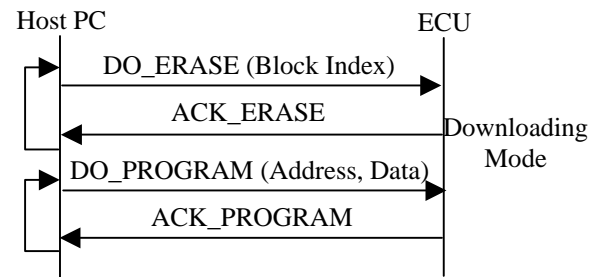 Host PC
ECU
DO_ERASE (Block Index)
ACK_ERASE
Downloading
Mode
DO_PROGRAM (Address, Data)
ACK_PROGRAM